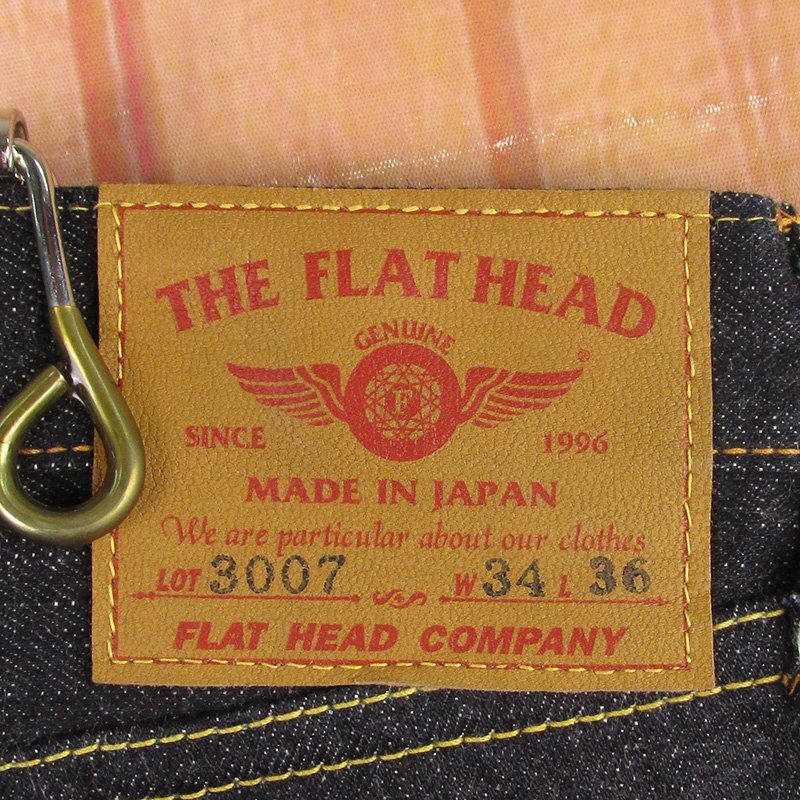 THE FLAT HEAD
GENUINE
F
®
SINCE 1996
MADE IN JAPAN
We are particular about our clothes
LOT 3007 W 34 L 36
FLAT HEAD COMPANY